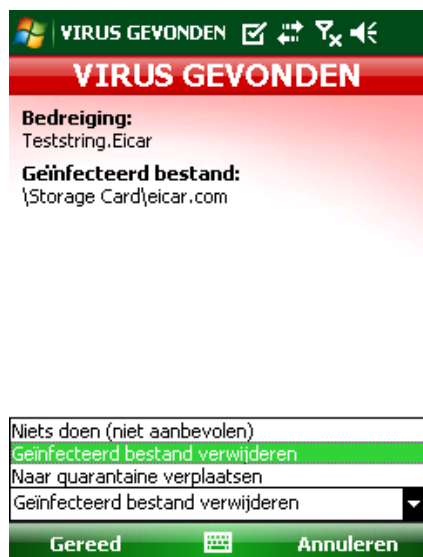 VIRUS GEVONDEN
VIRUS GEVONDEN
Bedreiging:
Teststring.Eicar
Geïnfecteerd bestand:
\Storage Card\eicar.com
Niets doen (niet aanbevolen)
Geïnfecteerd bestand verwijderen
Naar quarantaine verplaatsen
Geïnfecteerd bestand verwijderen
Gereed Annuleren